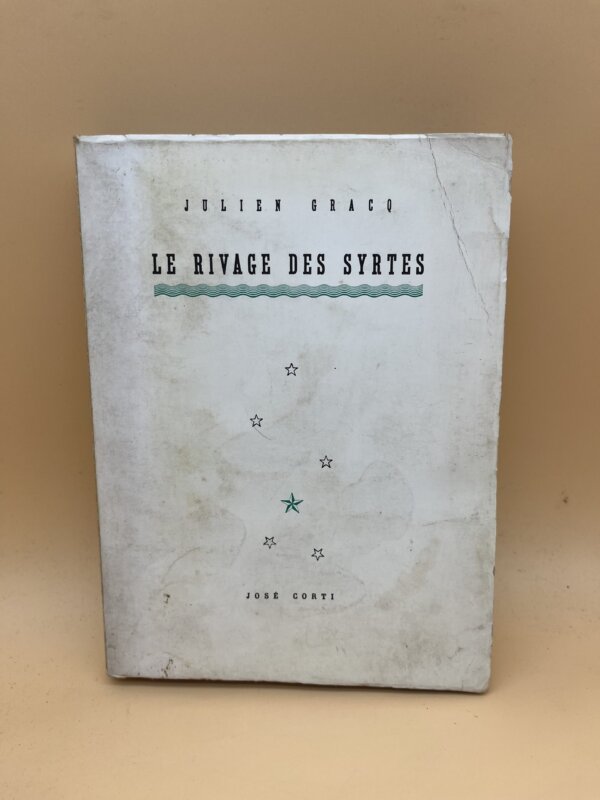 JULIEN GRACQ
LE RIVAGE DES SYRTES
JOSÉ CORTI